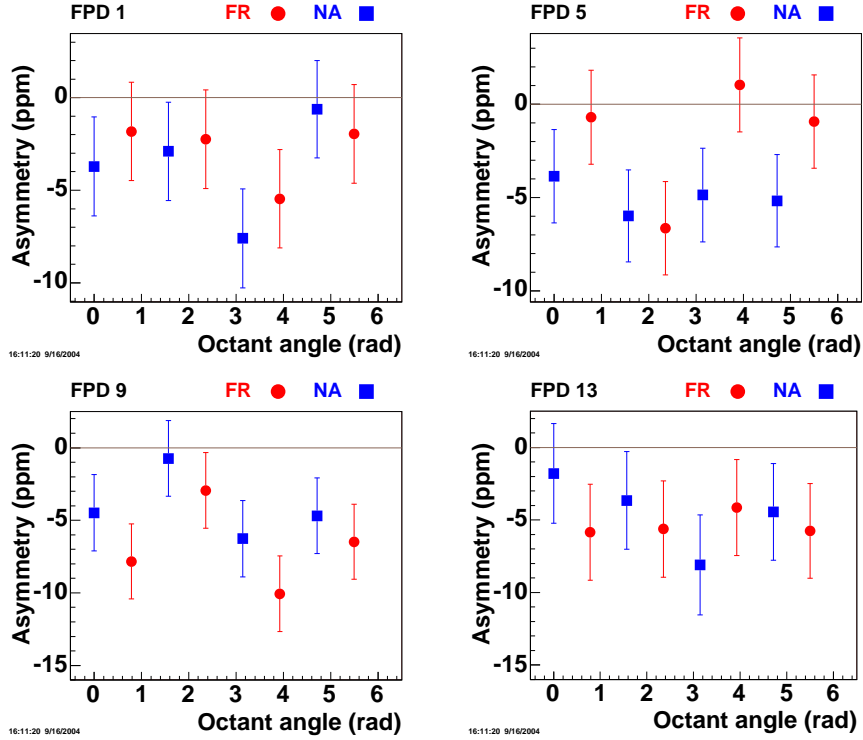 FPD 1 FR NA
Asymmetry (ppm)
0
-5
-10
0 1 2 3 4 5 6
Octant angle (rad)
16:11:20 9/16/2004
FPD 5 FR NA
Asymmetry (ppm)
0
-5
-10
0 1 2 3 4 5 6
Octant angle (rad)
16:11:20 9/16/2004
FPD 9 FR NA
Asymmetry (ppm)
0
-5
-10
-15
0 1 2 3 4 5 6
Octant angle (rad)
16:11:20 9/16/2004
FPD 13 FR NA
Asymmetry (ppm)
0
-5
-10
-15
0 1 2 3 4 5 6
Octant angle (rad)
16:11:20 9/16/2004